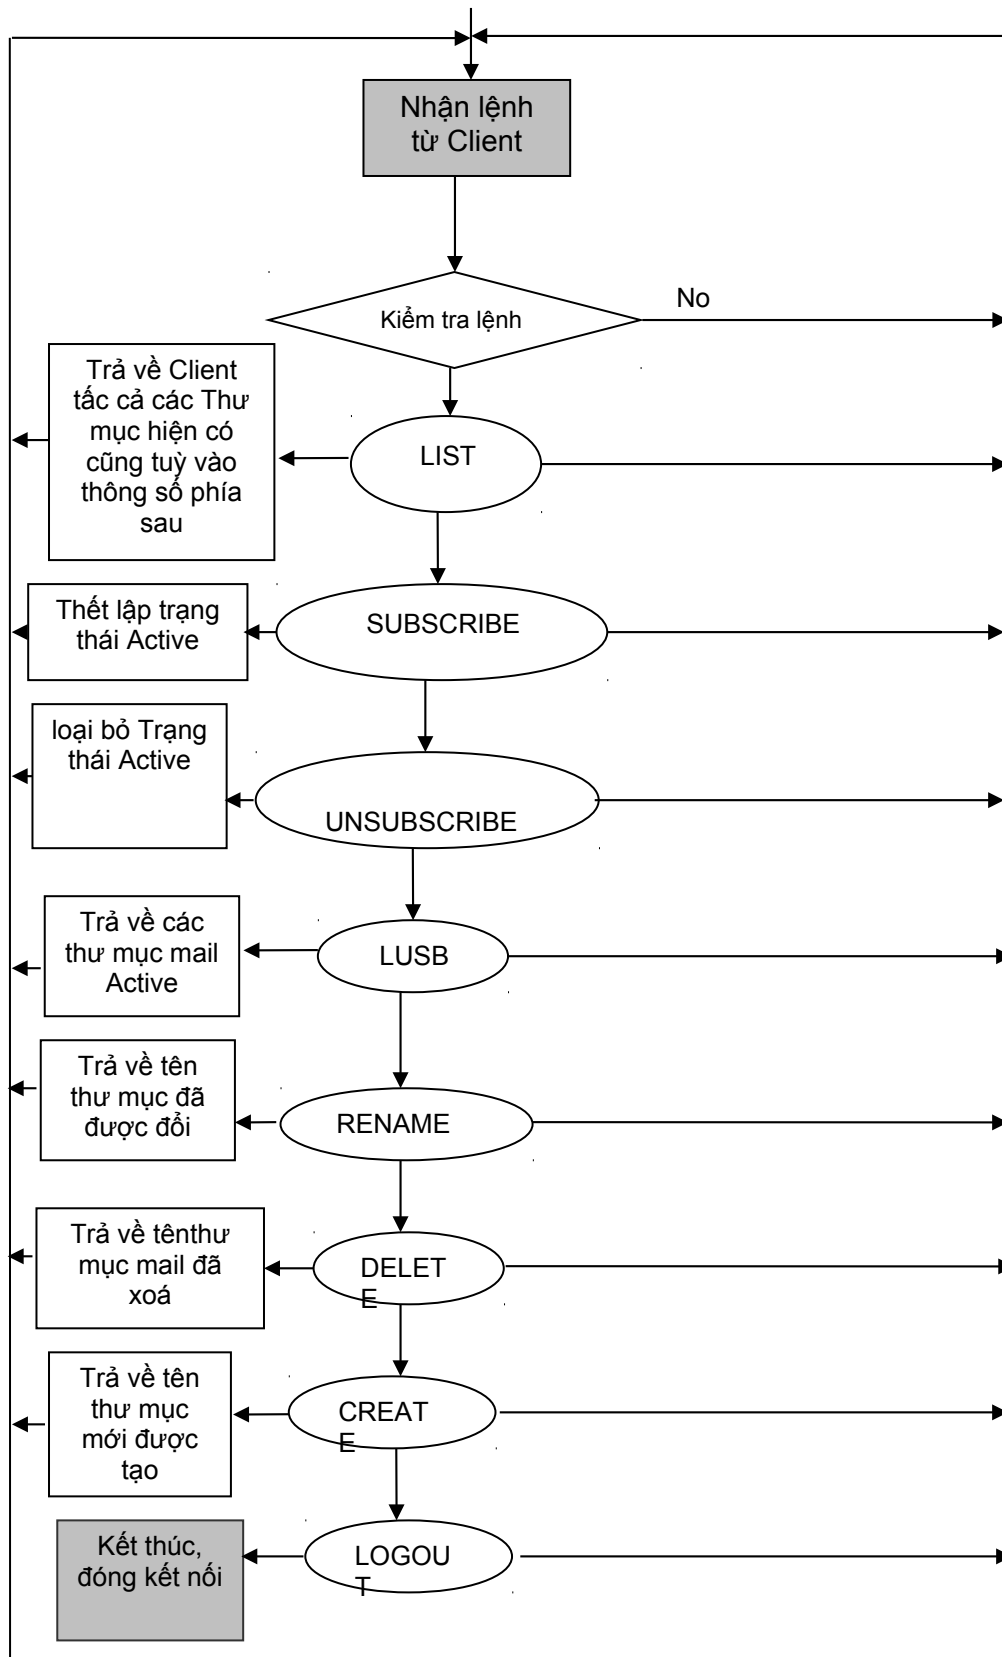 Nhận lệnh
từ Client
Kiểm tra lệnh
No
Trả về Client
tấc cả các Thư
mục hiện có
cũng tuỳ vào
thông số phía
sau
LIST
Thết lập trạng
thái Active
SUBSCRIBE
loại bỏ Trạng
thái Active
UNSUBSCRIBE
Trả về các
thư mục mail
Active
LUSB
Trả về tên
thư mục đã
được đổi
RENAME
Trả về tênthư
mục mail đã
xoá
DELET
E
Trả về tên
thư mục
mới được
tạo
CREAT
E
Kết thúc,
đóng kết nối
LOGOU
T